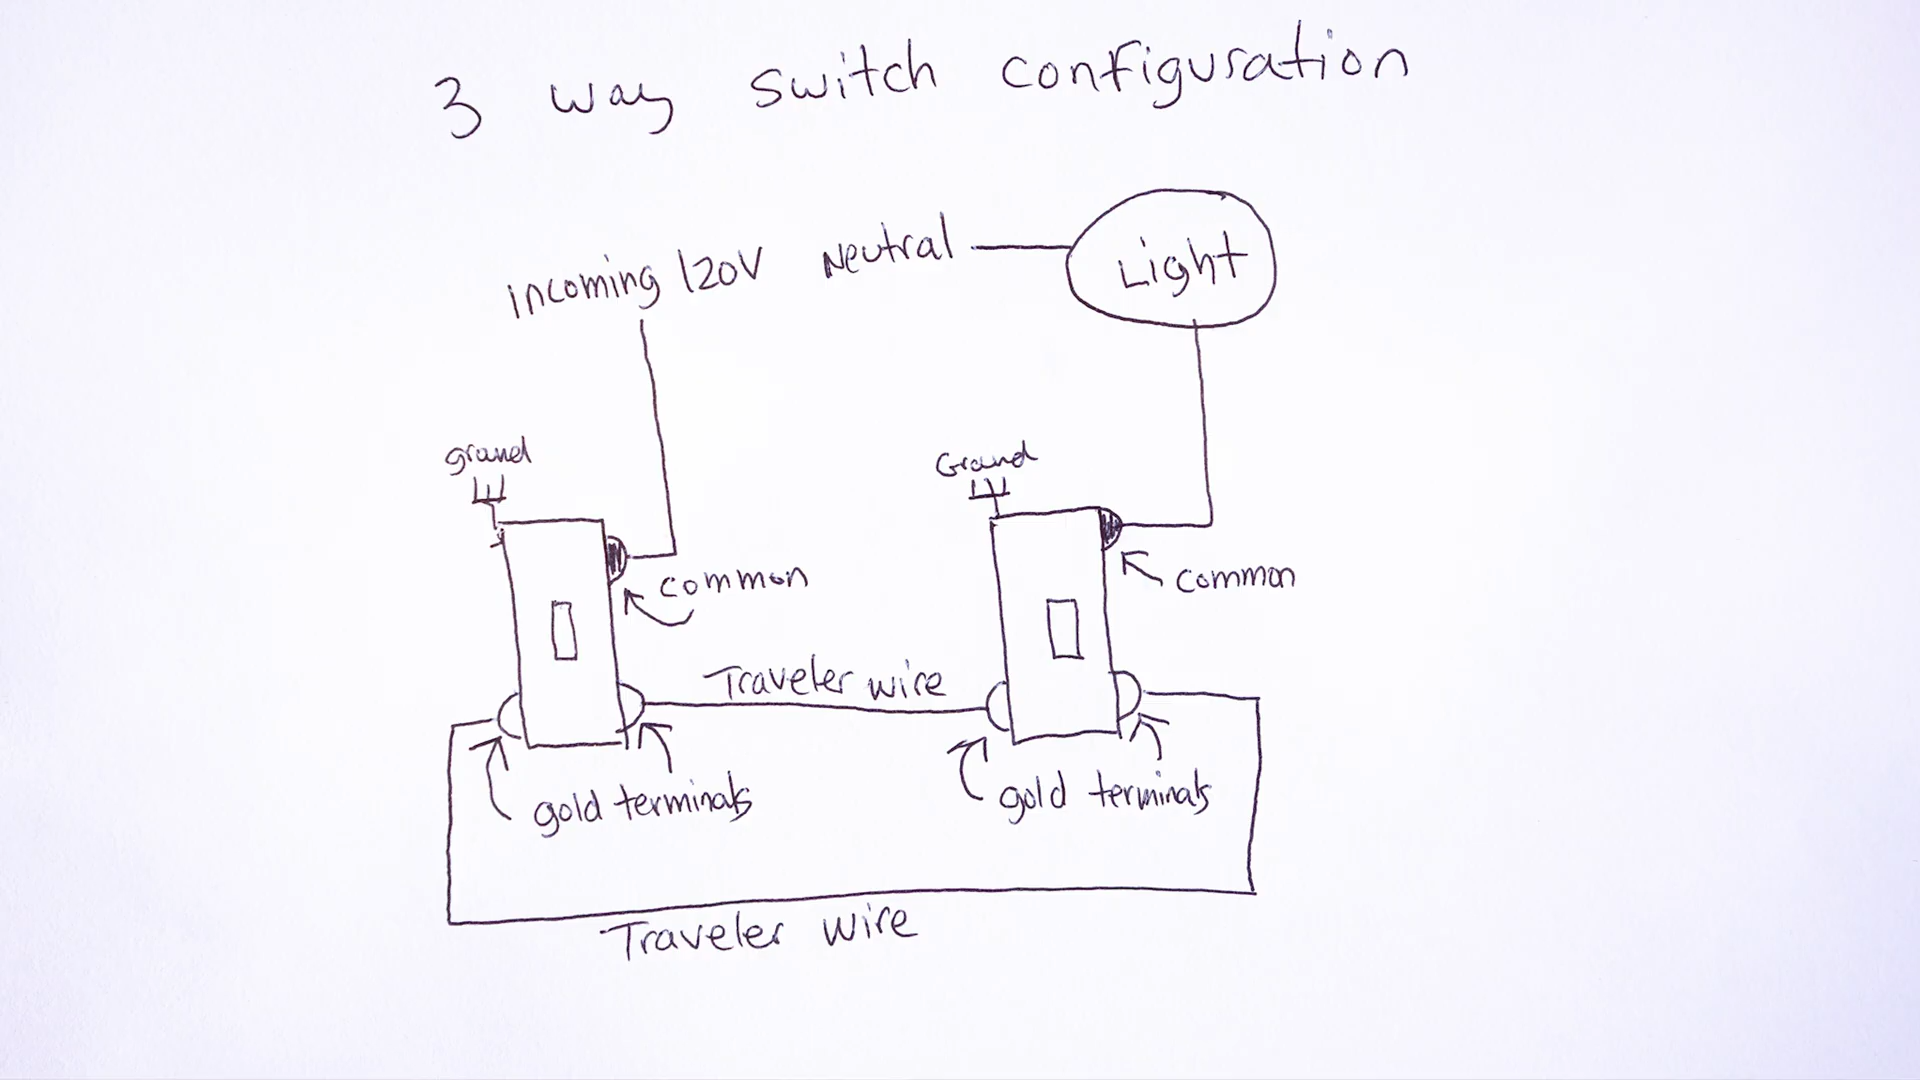 3 way switch configuration
incoming 120V
Neutral
Light
ground
Ground
common
common
Traveler wire
gold terminals
gold terminals
Traveler wire